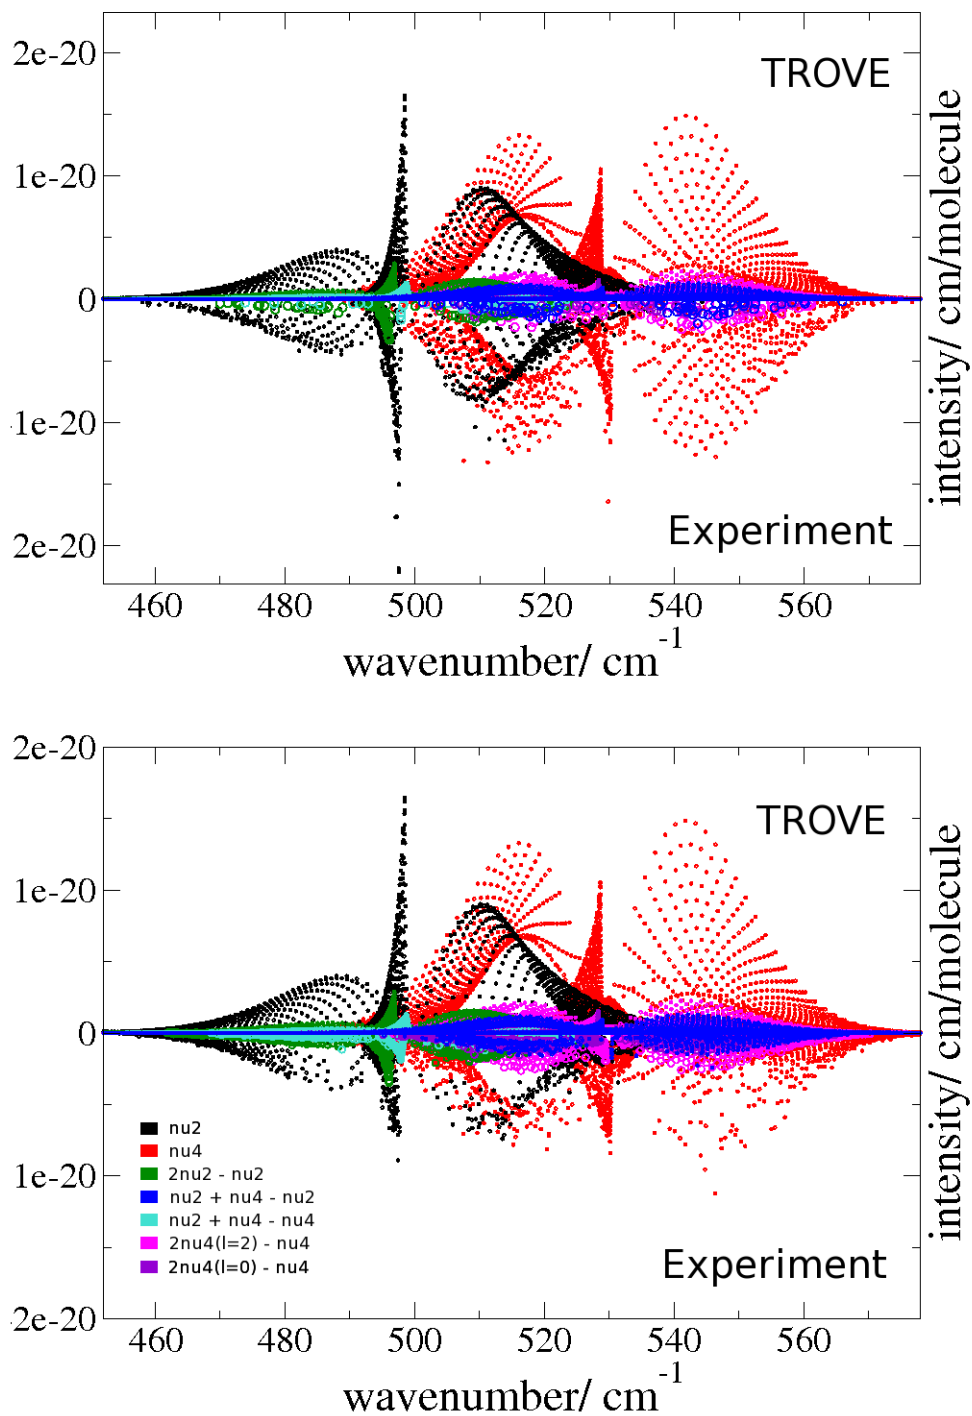 2e-20
TROVE
1e-20
0
1e-20
Experiment
2e-20
intensity/ cm/molecule
460 480 500 520 540 560
wavenumber/ cm-1
2e-20
TROVE
1e-20
0
nu2
nu4
2nu2 - nu2
nu2 + nu4 - nu2
nu2 + nu4 - nu4
2nu4(l=2) - nu4
2nu4(l=0) - nu4
1e-20
Experiment
2e-20
intensity/ cm/molecule
460 480 500 520 540 560
wavenumber/ cm-1